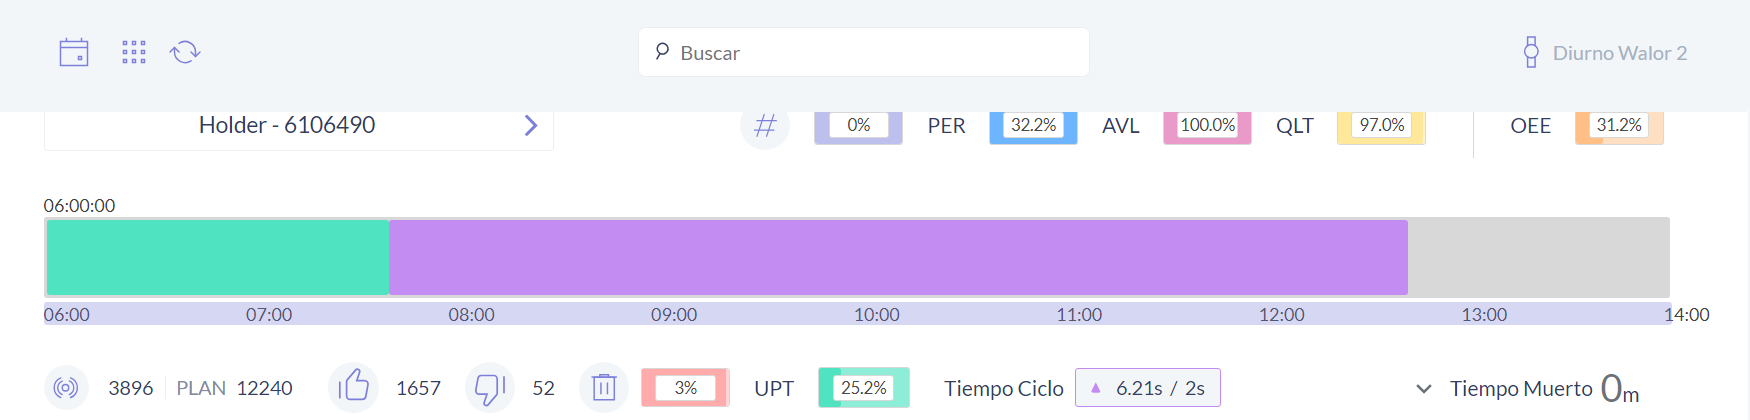 Buscar
Diurno Walor 2
Holder - 6106490
0% PER 32.2% AVL 100.0% QLT 97.0% OEE 31.2%
06:00:00
06:00 07:00 08:00 09:00 10:00 11:00 12:00 13:00 14:00
3896 PLAN 12240 1657 52 3% UPT 25.2% Tiempo Ciclo ▲ 6.21s / 2s Tiempo Muerto 0m